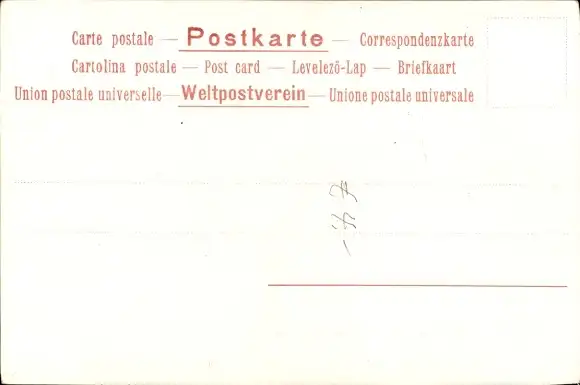 Carte postale — Postkarte — Correspondenzkarte
Cartolina postale — Post card — Levelező-Lap — Briefkaart
Union postale universelle — Weltpostverein — Unione postale universale